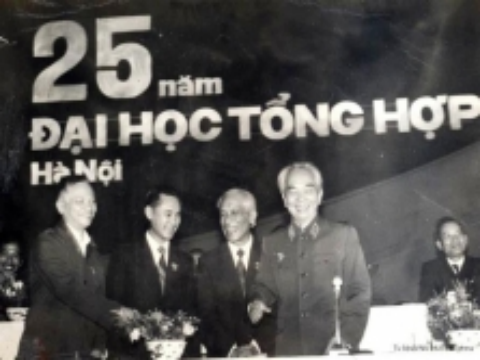 25
năm
ĐẠI HỌC TỔNG HỢP
Hà Nội